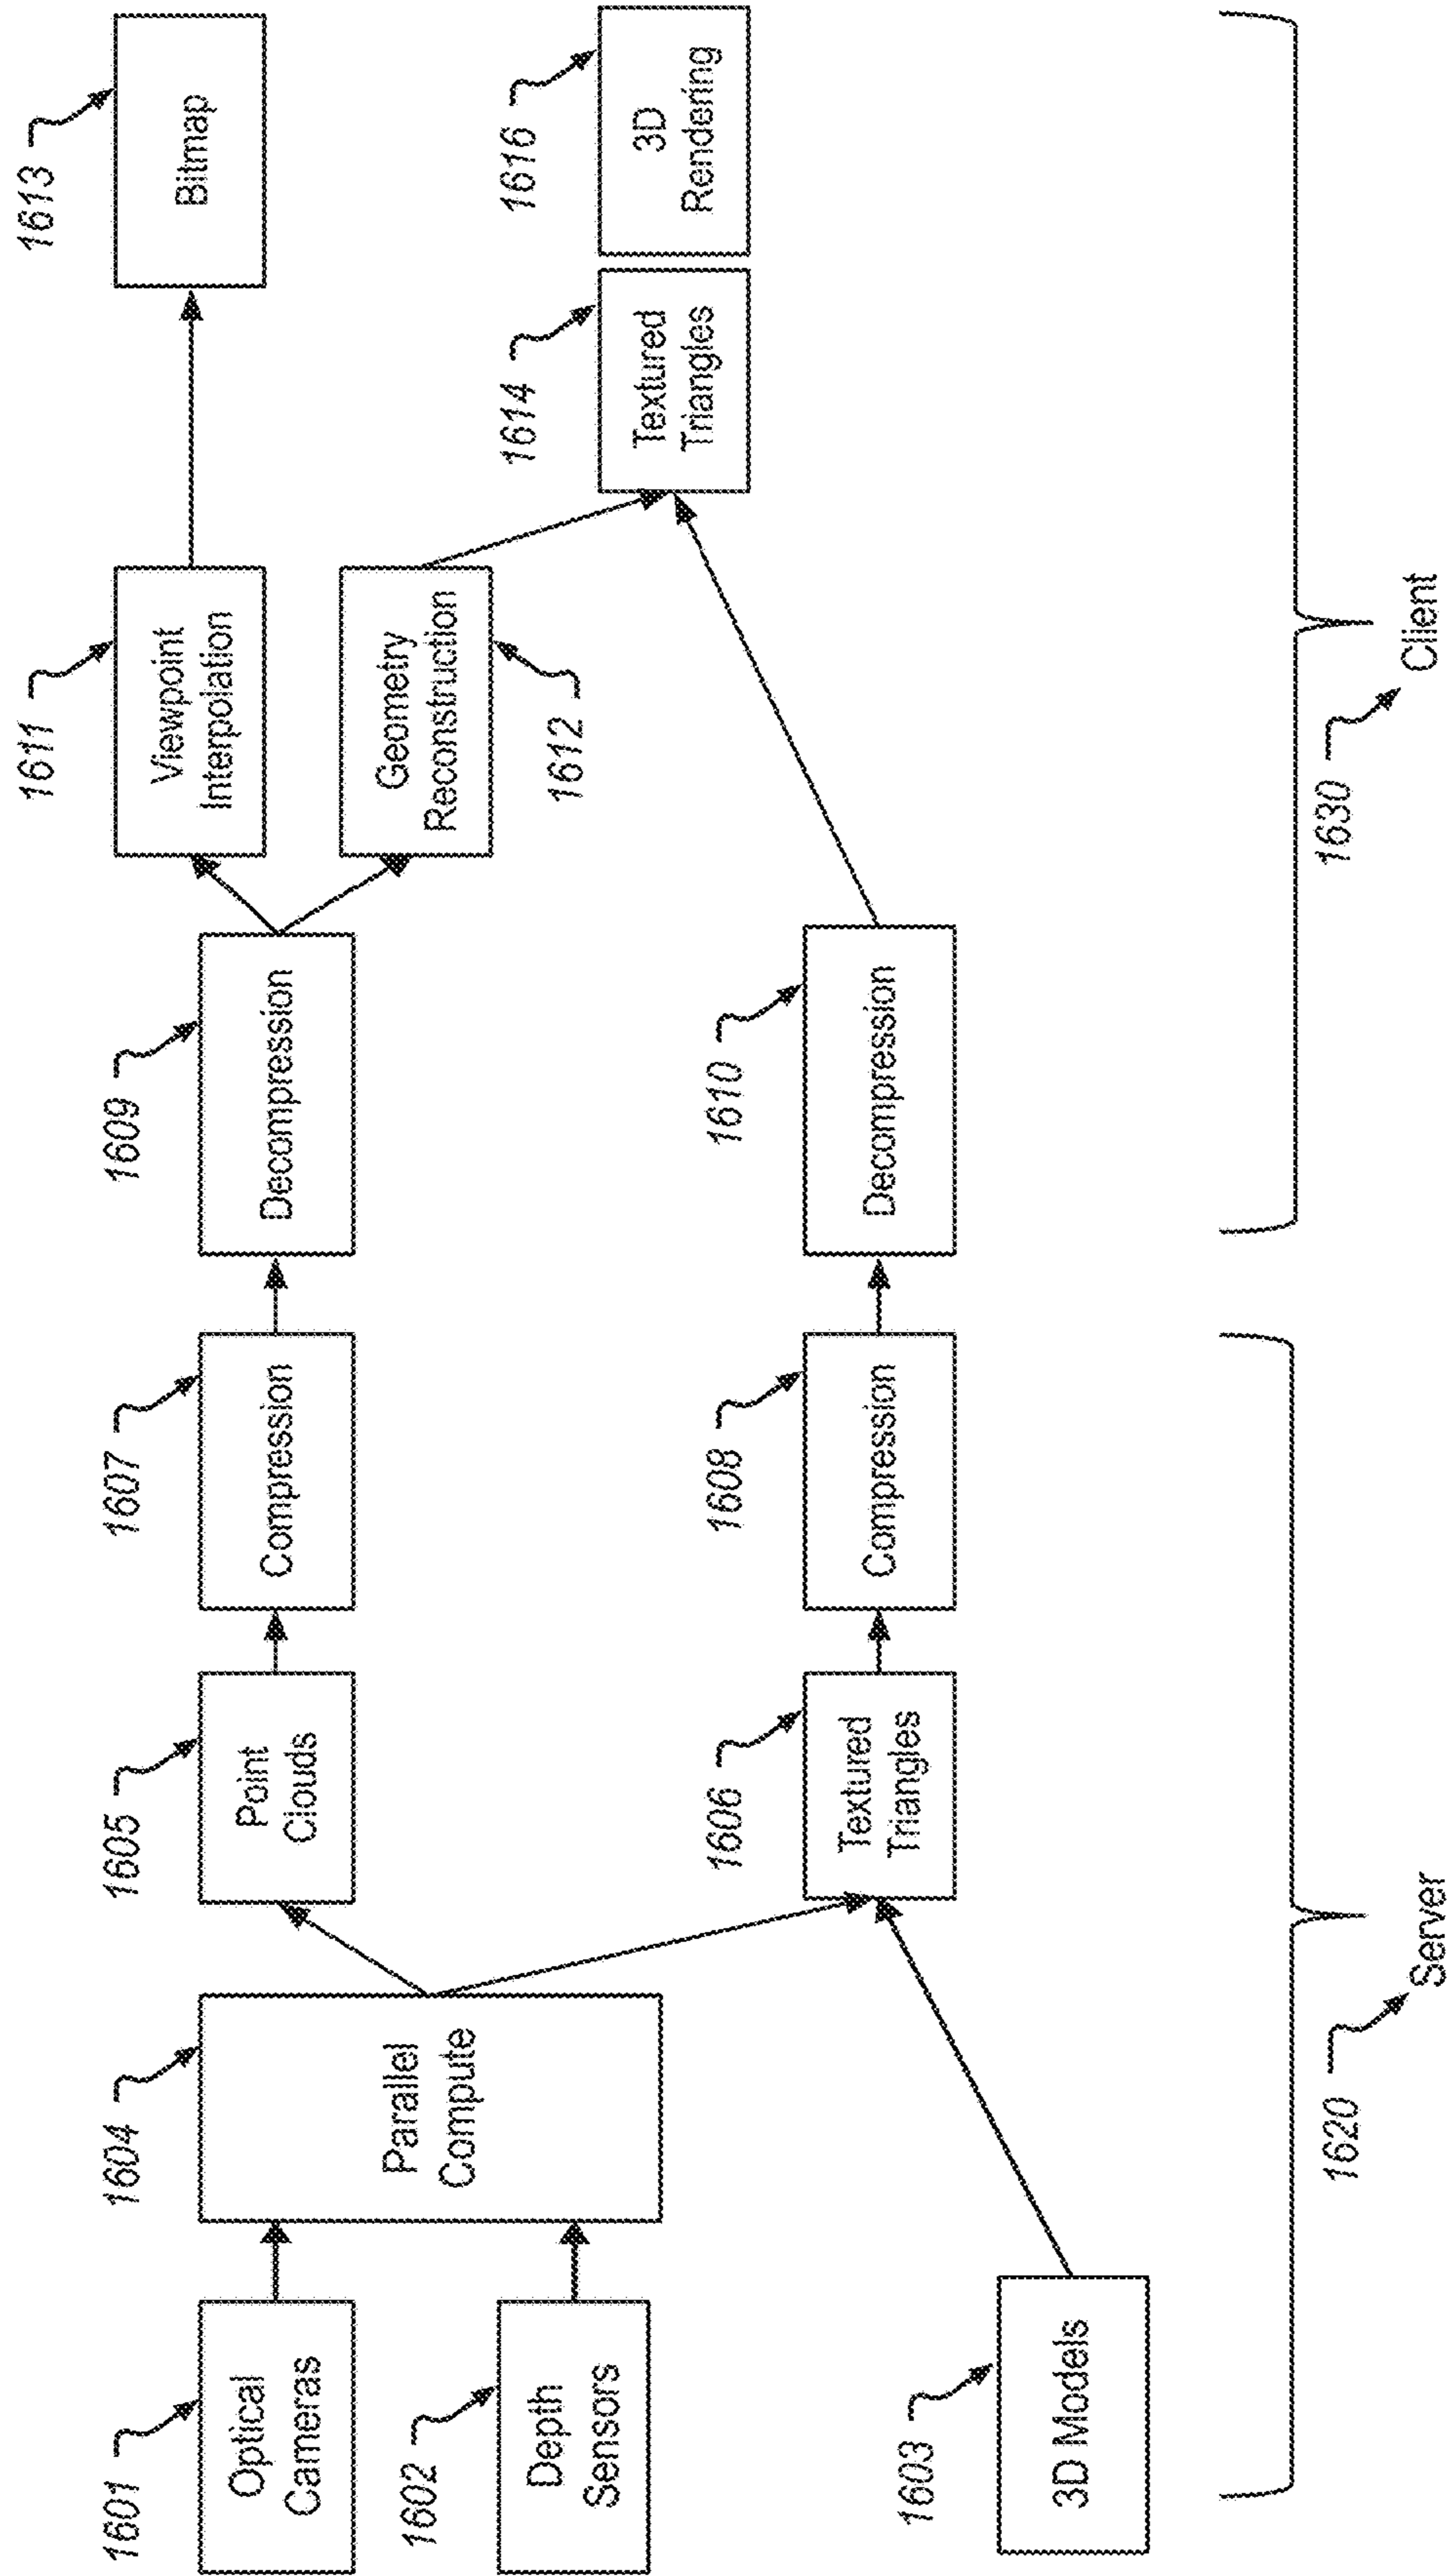 1601
Optical
Cameras
1602
Depth
Sensors
1603
3D Models
1604
Parallel
Compute
1605
Point
Clouds
1606
Textured
Triangles
1607
Compression
1608
Compression
1609
Decompression
1610
Decompression
1611
Viewpoint
Interpolation
Geometry
Reconstruction
1612
1613
Bitmap
1614
Textured
Triangles
1616
3D
Rendering
1620
Server
1630
Client